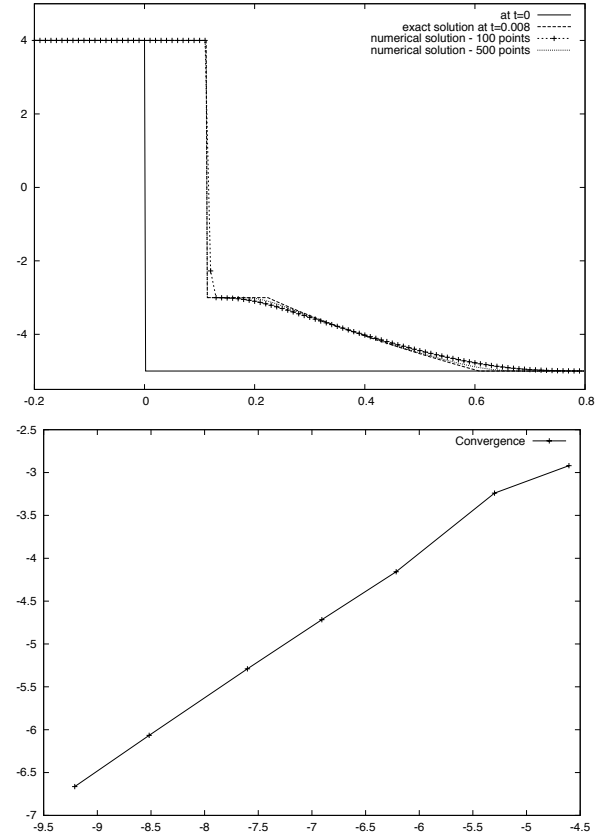 at t=0
exact solution at t=0.008
numerical solution - 100 points
numerical solution - 500 points
4
2
0
-2
-4
-0.2 0 0.2 0.4 0.6 0.8
Convergence
-2.5
-3
-3.5
-4
-4.5
-5
-5.5
-6
-6.5
-7
-9.5 -9 -8.5 -8 -7.5 -7 -6.5 -6 -5.5 -5 -4.5